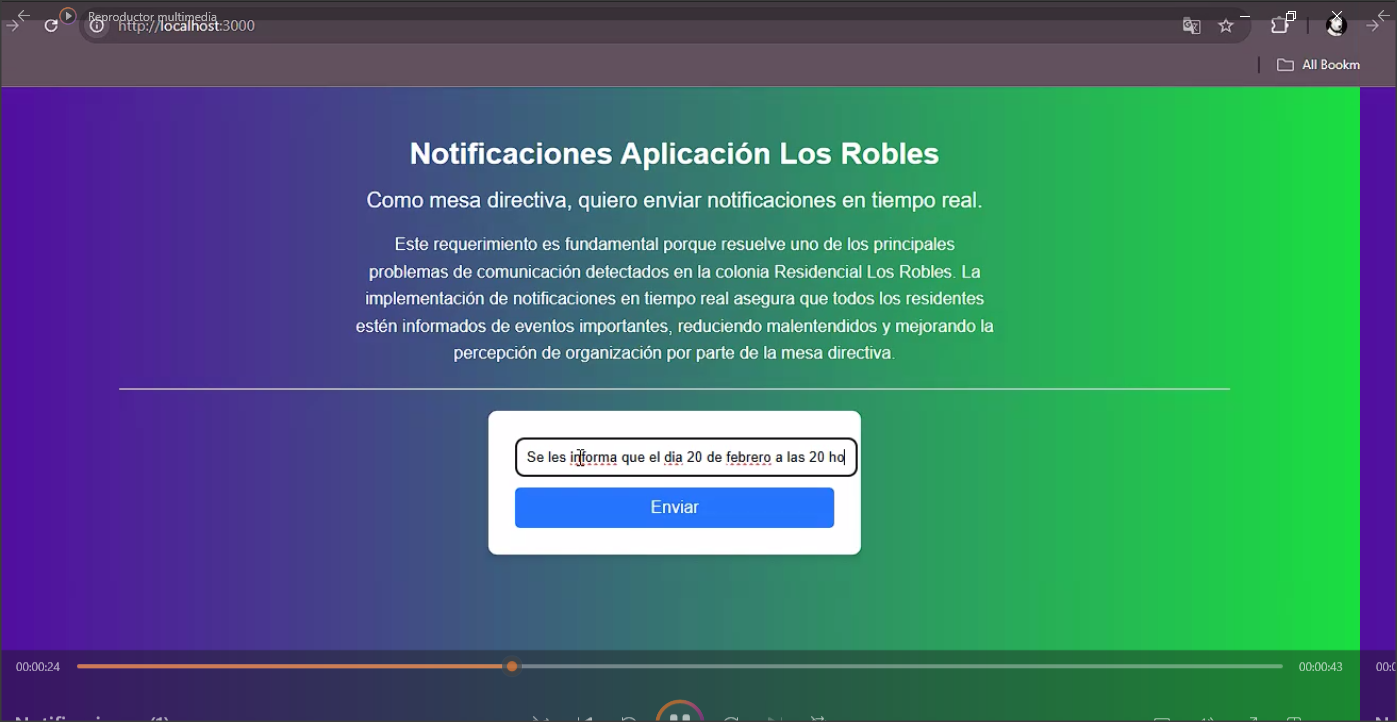 Reproductor multimedia
http://localhost:3000
All Bookm
Notificaciones Aplicación Los Robles
Como mesa directiva, quiero enviar notificaciones en tiempo real.
Este requerimiento es fundamental porque resuelve uno de los principales
problemas de comunicación detectados en la colonia Residencial Los Robles. La
implementación de notificaciones en tiempo real asegura que todos los residentes
estén informados de eventos importantes, reduciendo malentendidos y mejorando la
percepción de organización por parte de la mesa directiva.
Se les informa que el dia 20 de febrero a las 20 ho
Enviar
00:00:24
00:00:43